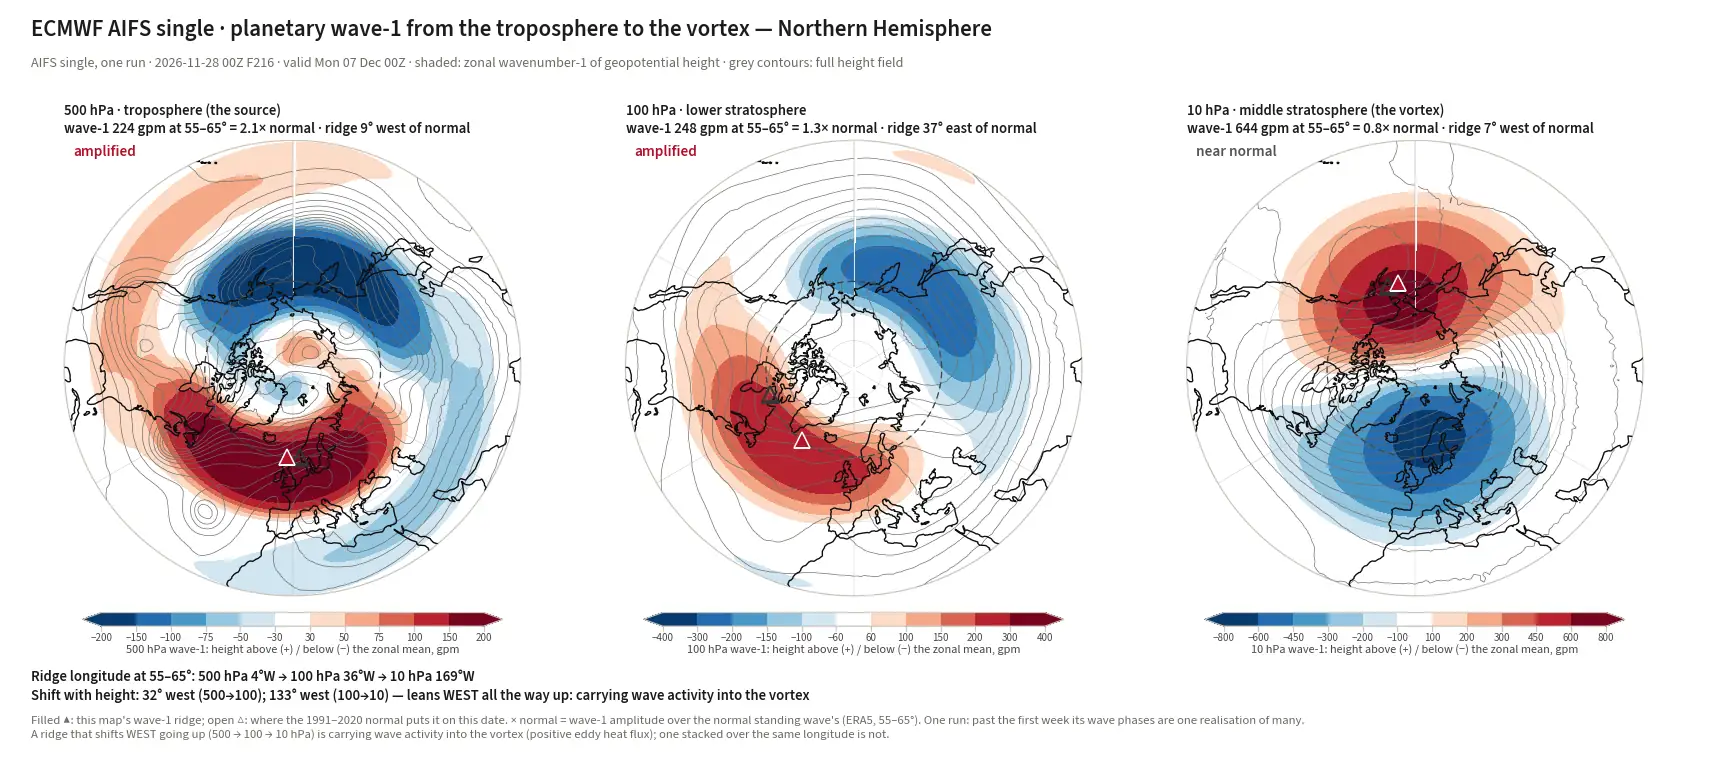 ECMWF AIFS single · planetary wave-1 from the troposphere to the vortex — Northern Hemisphere
AIFS single, one run · 2026-11-28 00Z F216 · valid Mon 07 Dec 00Z · shaded: zonal wavenumber-1 of geopotential height · grey contours: full height field
500 hPa · troposphere (the source)
wave-1 224 gpm at 55–65° = 2.1× normal · ridge 9° west of normal
amplified
100 hPa · lower stratosphere
wave-1 248 gpm at 55–65° = 1.3× normal · ridge 37° east of normal
amplified
10 hPa · middle stratosphere (the vortex)
wave-1 644 gpm at 55–65° = 0.8× normal · ridge 7° west of normal
near normal
−200 −150 −100 −75 −50 −30 30 50 75 100 150 200
500 hPa wave-1: height above (+) / below (−) the zonal mean, gpm
−400 −300 −200 −150 −100 −60 60 100 150 200 300 400
100 hPa wave-1: height above (+) / below (−) the zonal mean, gpm
−800 −600 −450 −300 −200 −100 100 200 300 450 600 800
10 hPa wave-1: height above (+) / below (−) the zonal mean, gpm
Ridge longitude at 55–65°: 500 hPa 4°W → 100 hPa 36°W → 10 hPa 169°W
Shift with height: 32° west (500→100); 133° west (100→10) — leans WEST all the way up: carrying wave activity into the vortex
Filled ▲: this map's wave-1 ridge; open △: where the 1991–2020 normal puts it on this date. × normal = wave-1 amplitude over the normal standing wave's (ERA5, 55–65°). One run: past the first week its wave phases are one realisation of many.
A ridge that shifts WEST going up (500 → 100 → 10 hPa) is carrying wave activity into the vortex (positive eddy heat flux); one stacked over the same longitude is not.